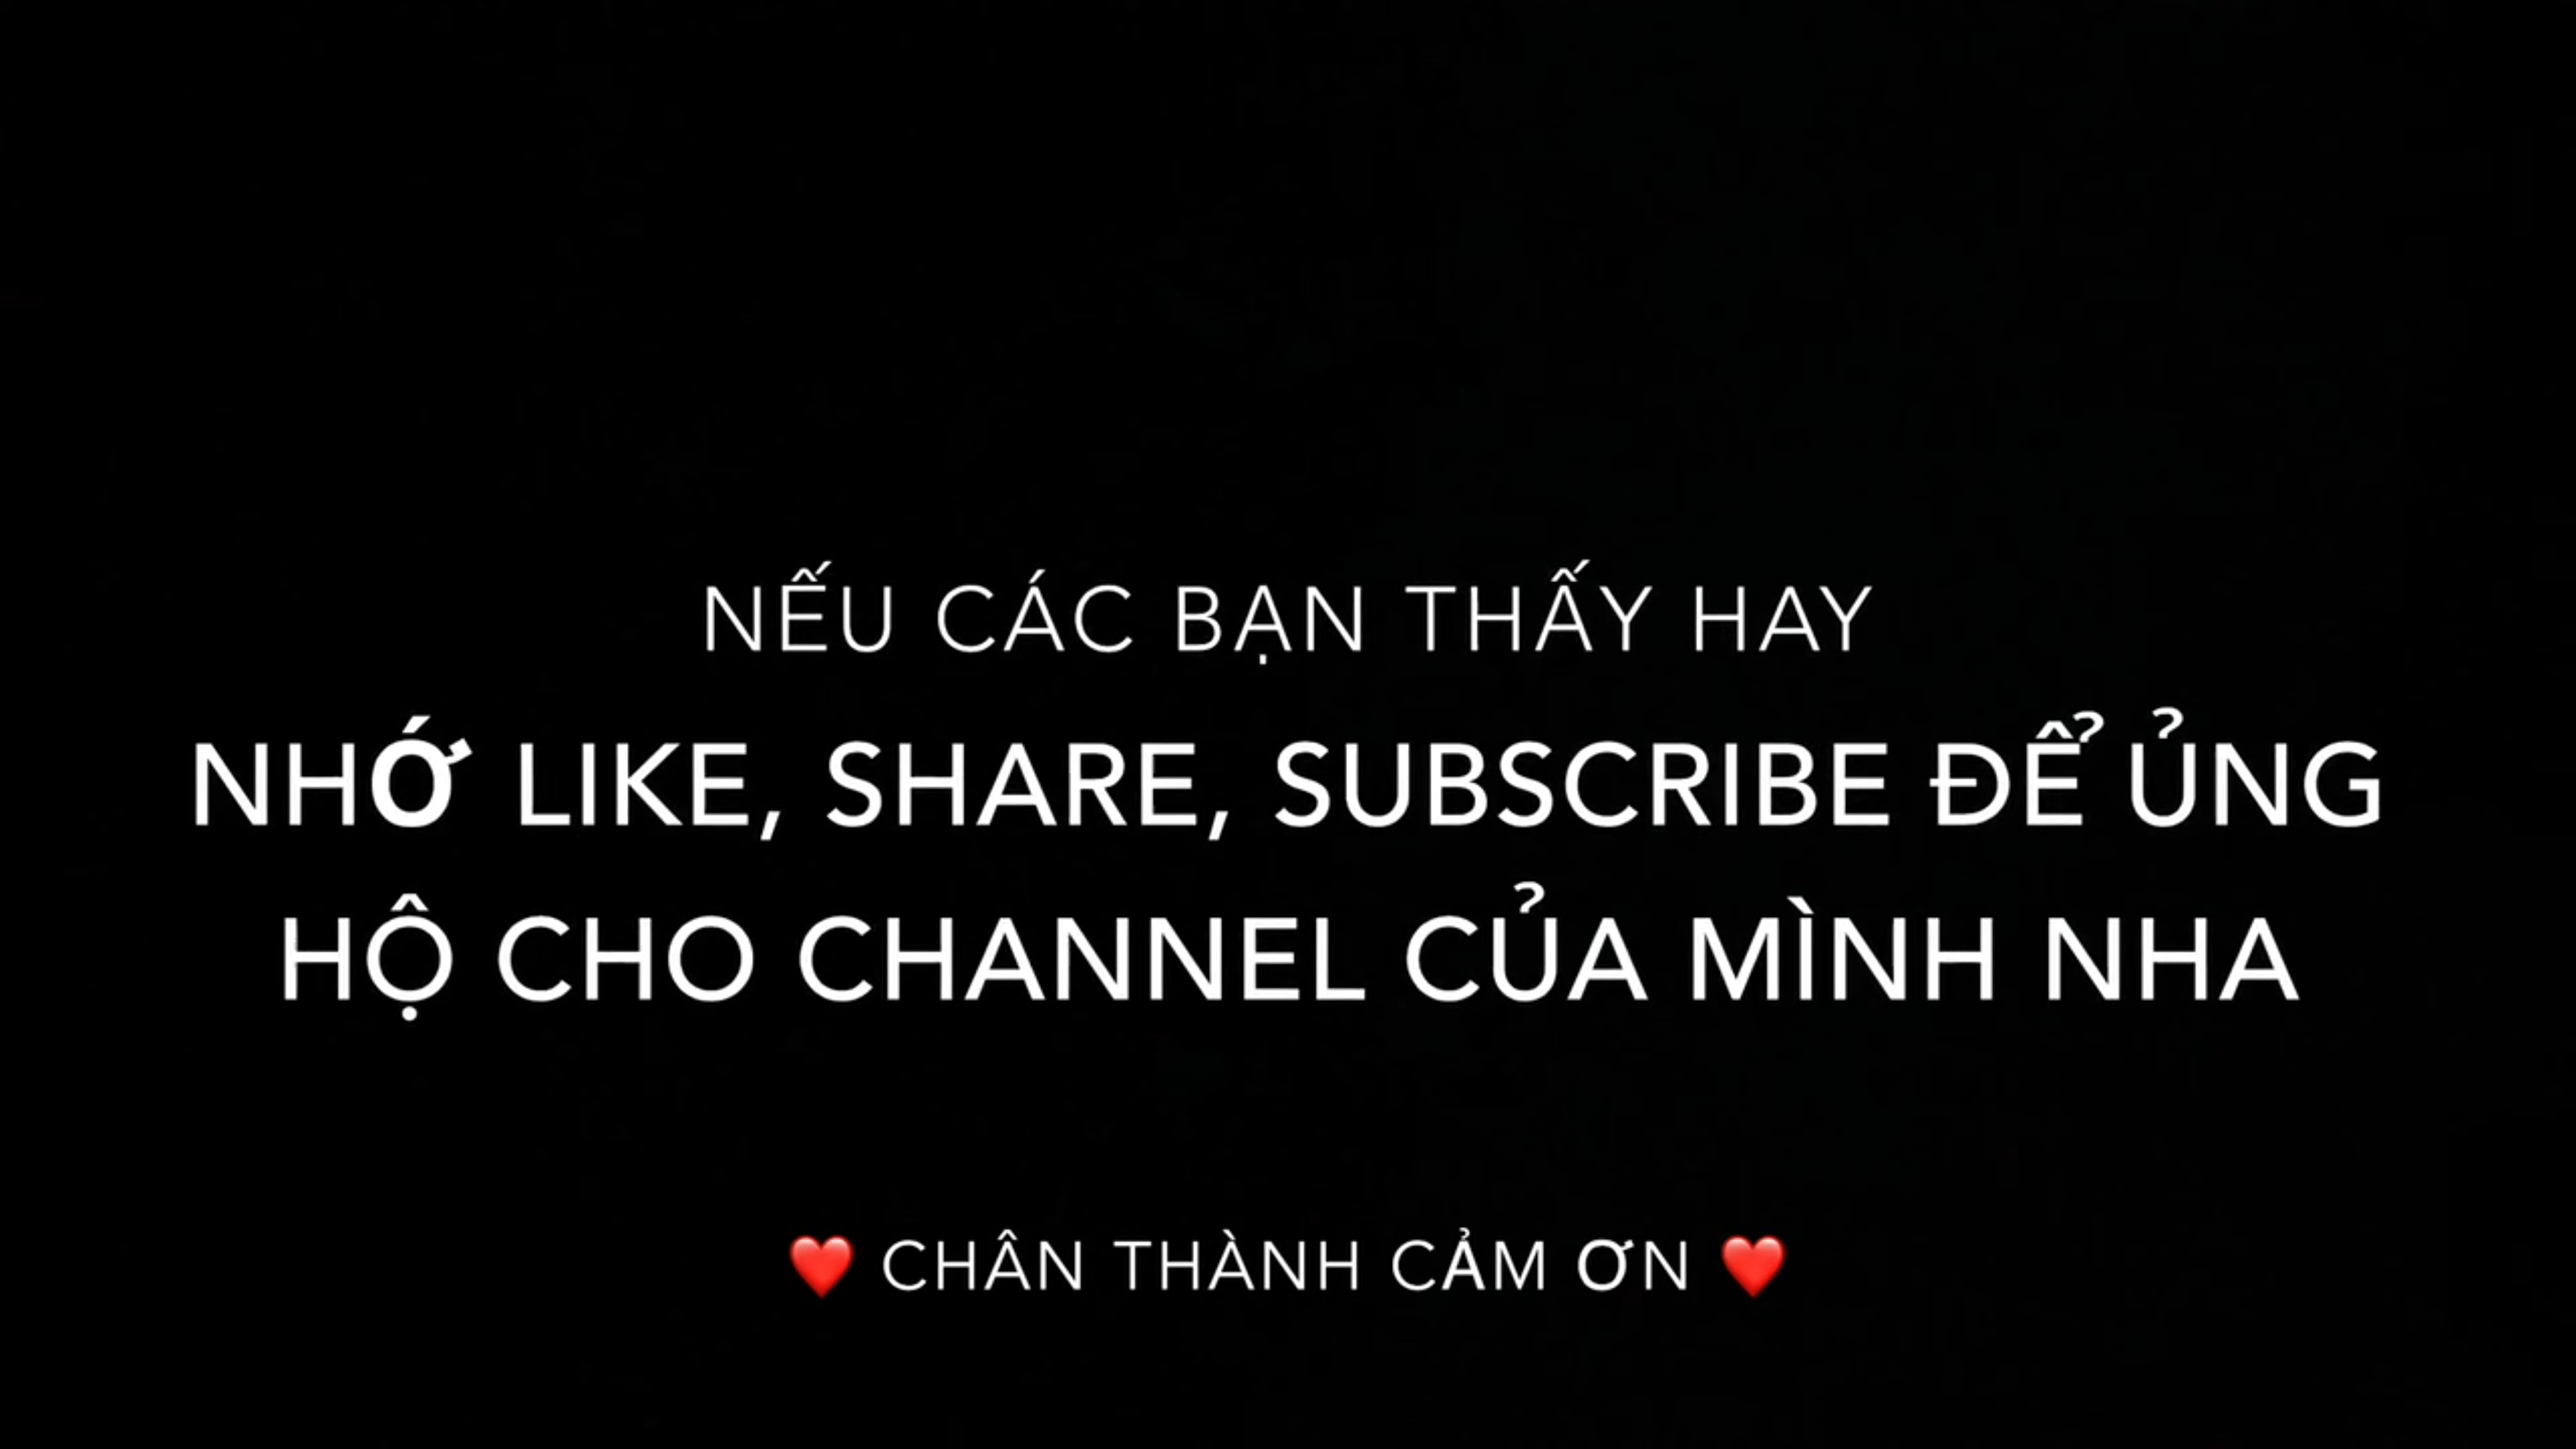 NẾU CÁC BẠN THẤY HAY
NHỚ LIKE, SHARE, SUBSCRIBE ĐỂ ỦNG
HỘ CHO CHANNEL CỦA MÌNH NHA
❤️ CHÂN THÀNH CẢM ƠN ❤️